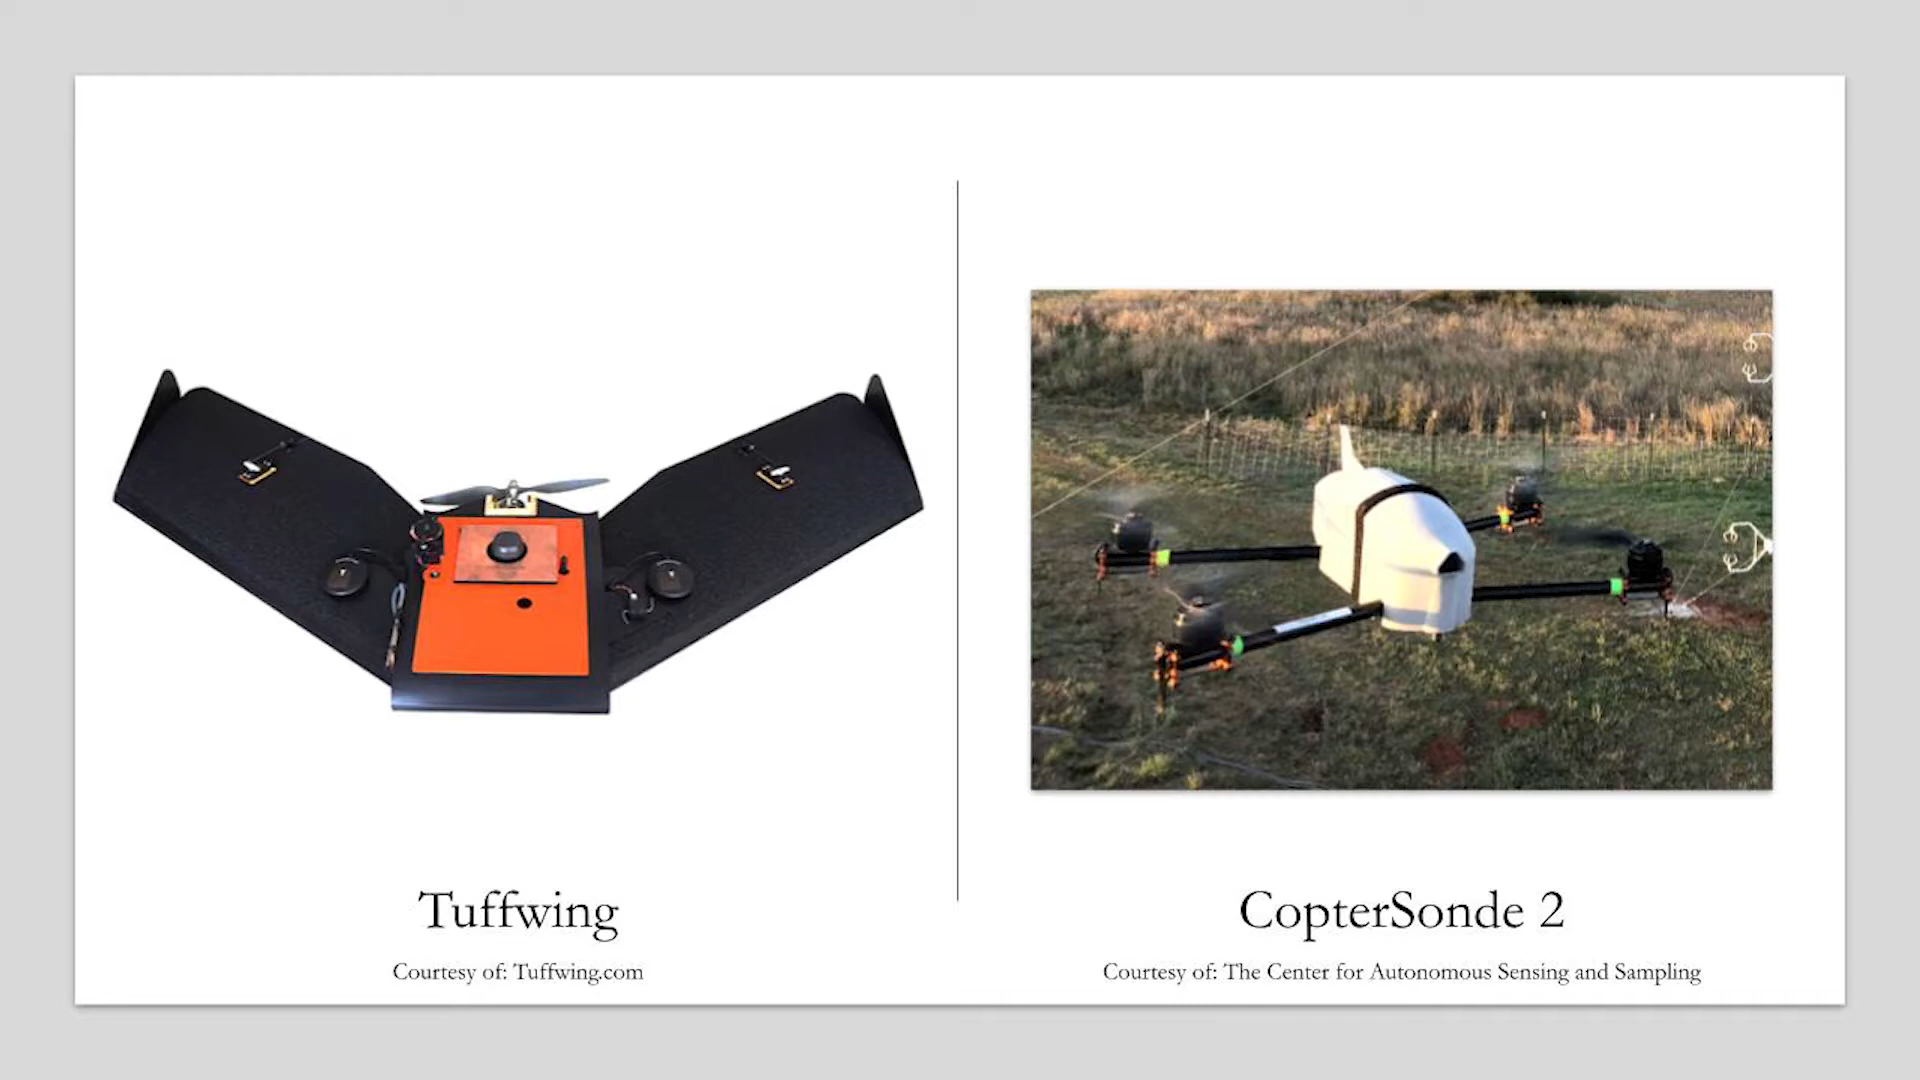 Tuffwing
Courtesy of: Tuffwing.com
CopterSonde 2
Courtesy of: The Center for Autonomous Sensing and Sampling